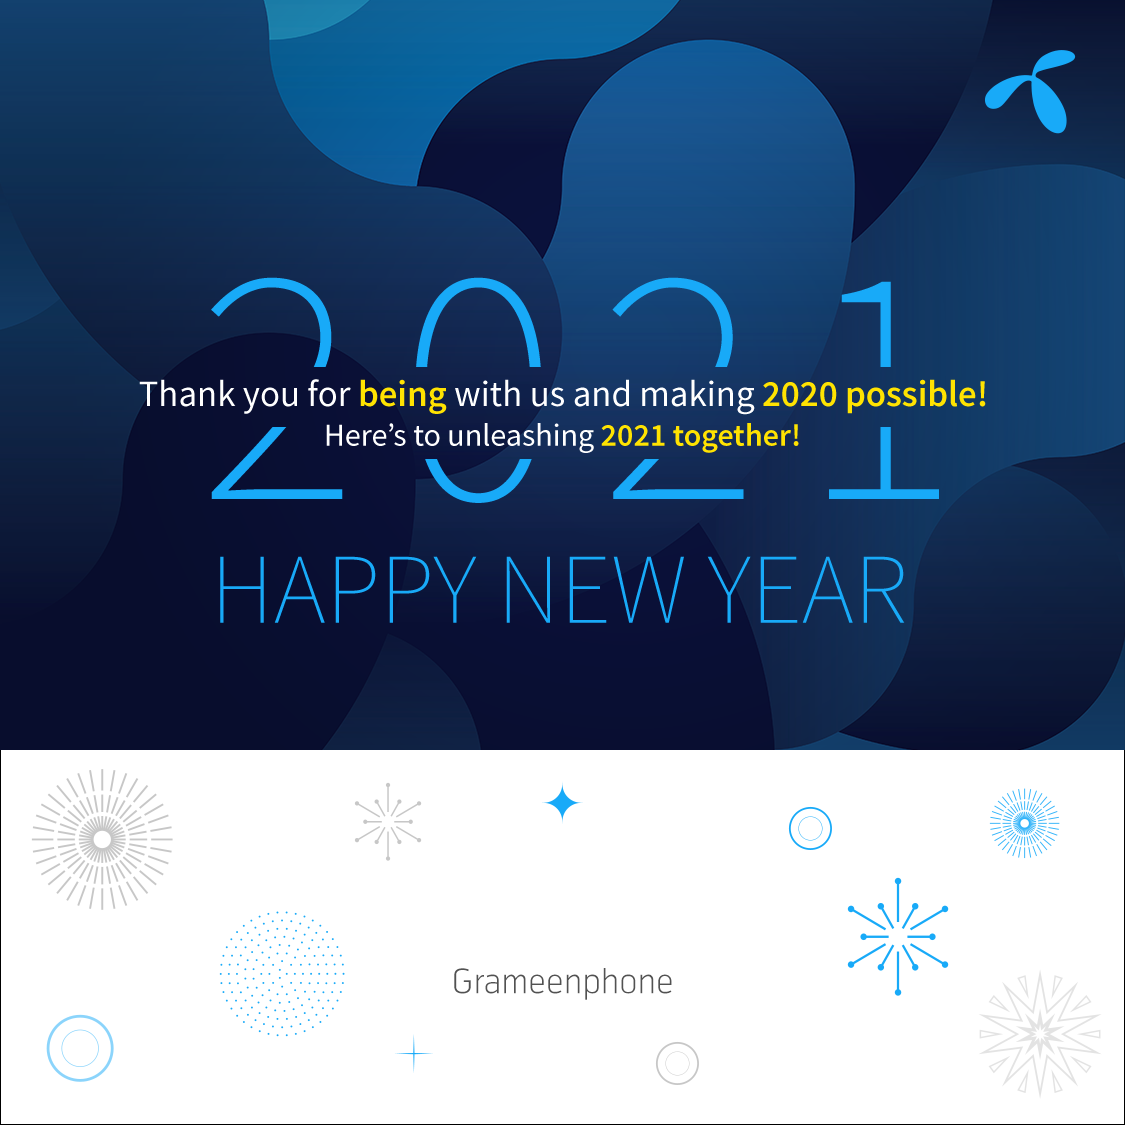 2021
Thank you for being with us and making 2020 possible!
Here’s to unleashing 2021 together!
HAPPY NEW YEAR
Grameenphone